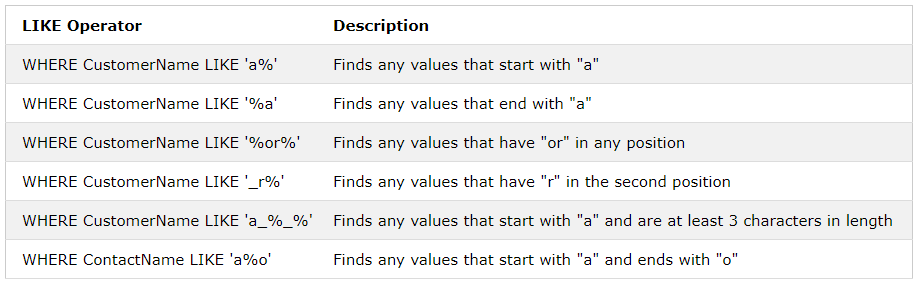 LIKE Operator Description
WHERE CustomerName LIKE 'a%' Finds any values that start with "a"
WHERE CustomerName LIKE '%a' Finds any values that end with "a"
WHERE CustomerName LIKE '%or%' Finds any values that have "or" in any position
WHERE CustomerName LIKE '_r%' Finds any values that have "r" in the second position
WHERE CustomerName LIKE 'a_%_%' Finds any values that start with "a" and are at least 3 characters in length
WHERE ContactName LIKE 'a%o' Finds any values that start with "a" and ends with "o"